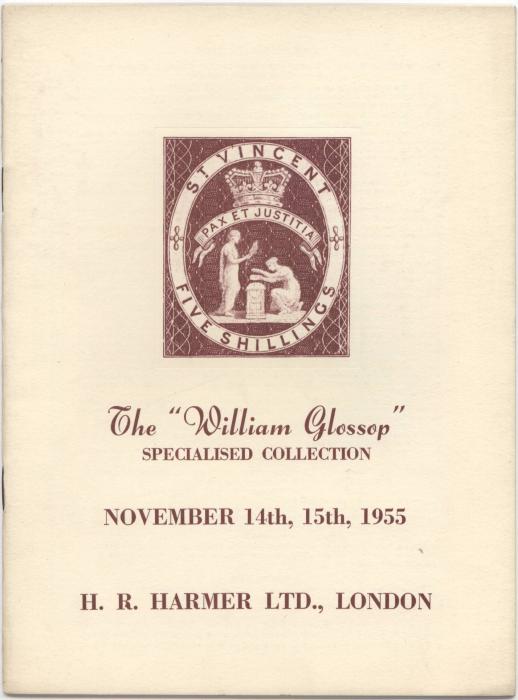 ST VINCENT
PAX ET JUSTITIA
FIVE SHILLINGS
The "William Glossop"
SPECIALISED COLLECTION
NOVEMBER 14th, 15th, 1955
H. R. HARMER LTD., LONDON